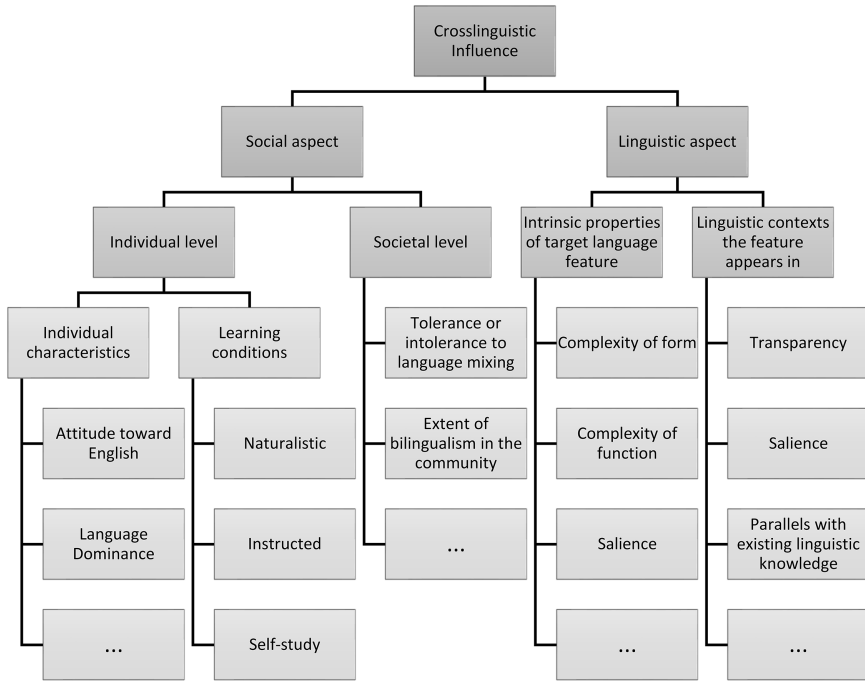 Crosslinguistic
Influence
Social aspect
Linguistic aspect
Individual level
Societal level
Intrinsic properties
of target language
feature
Linguistic contexts
the feature
appears in
Individual
characteristics
Learning
conditions
Tolerance or
intolerance to
language mixing
Complexity of form
Transparency
Attitude toward
English
Naturalistic
Extent of
bilingualism in the
community
Complexity of
function
Salience
Language
Dominance
Instructed
...
Salience
Parallels with
existing linguistic
knowledge
...
Self-study
...
...